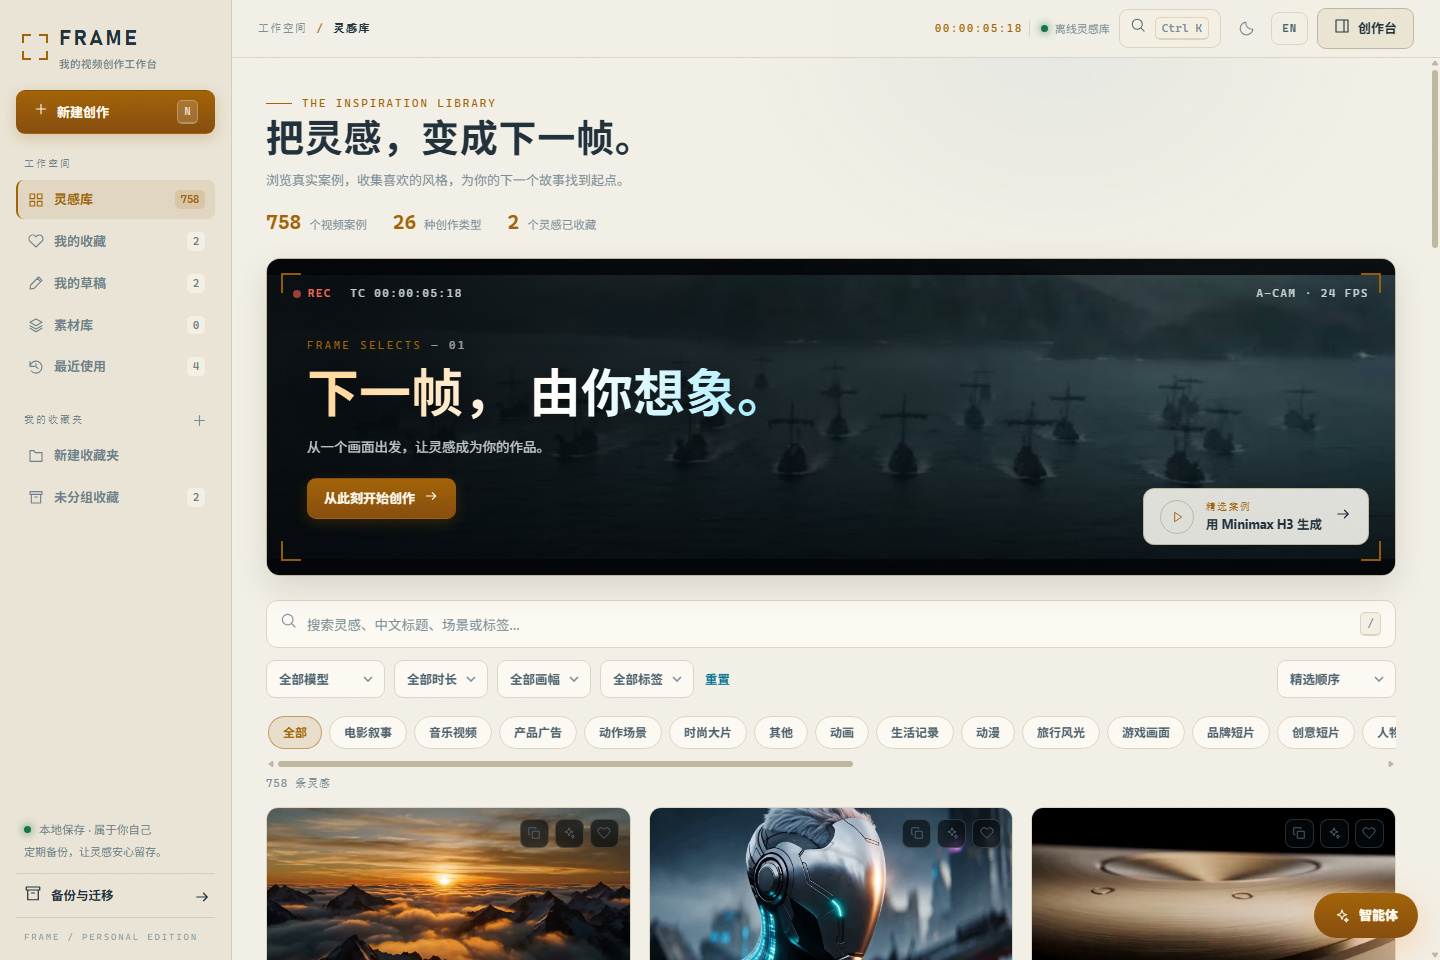 FRAME
我的视频创作工作台
新建创作 N
工作空间
灵感库 758
我的收藏 2
我的草稿 2
素材库 0
最近使用 4
我的收藏夹
新建收藏夹
未分组收藏 2
本地保存 · 属于你自己
定期备份，让灵感安心留存。
备份与迁移
FRAME / PERSONAL EDITION
工作空间 / 灵感库
00:00:05:18
离线灵感库
Ctrl K
EN
创作台
THE INSPIRATION LIBRARY
把灵感，变成下一帧。
浏览真实案例，收集喜欢的风格，为你的下一个故事找到起点。
758 个视频案例 26 种创作类型 2 个灵感已收藏
REC TC 00:00:05:18
A-CAM · 24 FPS
FRAME SELECTS — 01
下一帧， 由你想象。
从一个画面出发，让灵感成为你的作品。
从此刻开始创作
精选案例
用 Minimax H3 生成
搜索灵感、中文标题、场景或标签... /
全部模型 全部时长 全部画幅 全部标签 重置 精选顺序
全部 电影叙事 音乐视频 产品广告 动作场景 时尚大片 其他 动画 生活记录 动漫 旅行风光 游戏画面 品牌短片 创意短片 人物
758 条灵感
智能体